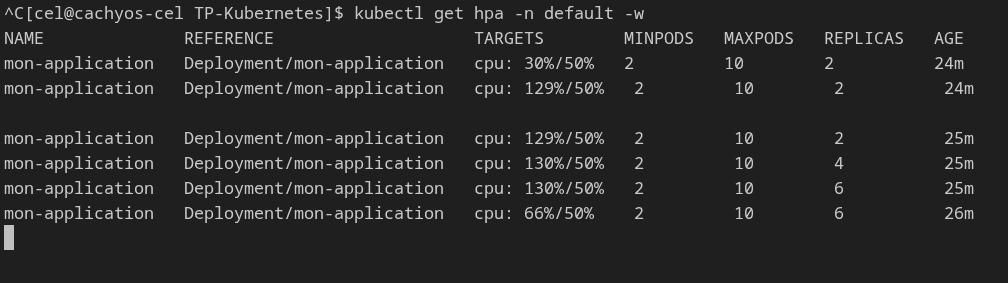 ^C[cel@cachyos-cel TP-Kubernetes]$ kubectl get hpa -n default -w
NAME              REFERENCE                    TARGETS        MINPODS   MAXPODS   REPLICAS   AGE
mon-application   Deployment/mon-application   cpu: 30%/50%   2         10        2          24m
mon-application   Deployment/mon-application   cpu: 129%/50%   2         10        2          24m
mon-application   Deployment/mon-application   cpu: 129%/50%   2         10        2          25m
mon-application   Deployment/mon-application   cpu: 130%/50%   2         10        4          25m
mon-application   Deployment/mon-application   cpu: 130%/50%   2         10        6          25m
mon-application   Deployment/mon-application   cpu: 66%/50%    2         10        6          26m